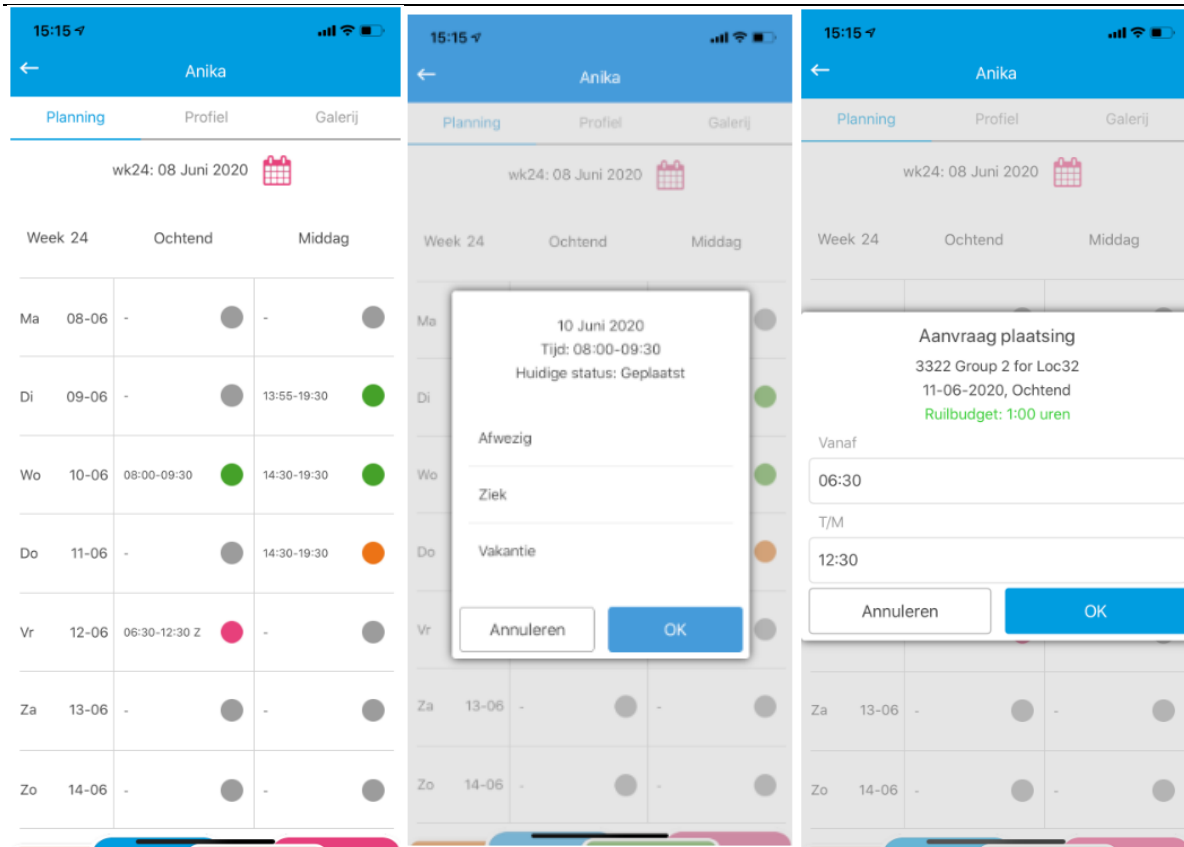 15:15
Anika
Planning Profiel Galerij
wk24: 08 Juni 2020
Week 24 Ochtend Middag
Ma 08-06 - -
Di 09-06 - 13:55-19:30
Wo 10-06 08:00-09:30 14:30-19:30
Do 11-06 - 14:30-19:30
Vr 12-06 06:30-12:30 Z -
Za 13-06 - -
Zo 14-06 - -
15:15
Anika
Planning Profiel Galerij
wk24: 08 Juni 2020
Week 24 Ochtend Middag
Ma
Di
Wo
Do
Vr
10 Juni 2020
Tijd: 08:00-09:30
Huidige status: Geplaatst
Afwezig
Ziek
Vakantie
Annuleren OK
Za 13-06 - -
Zo 14-06 - -
15:15
Anika
Planning Profiel Galerij
wk24: 08 Juni 2020
Week 24 Ochtend Middag
Aanvraag plaatsing
3322 Group 2 for Loc32
11-06-2020, Ochtend
Ruilbudget: 1:00 uren
Vanaf
06:30
T/M
12:30
Annuleren OK
Za 13-06 - -
Zo 14-06 - -